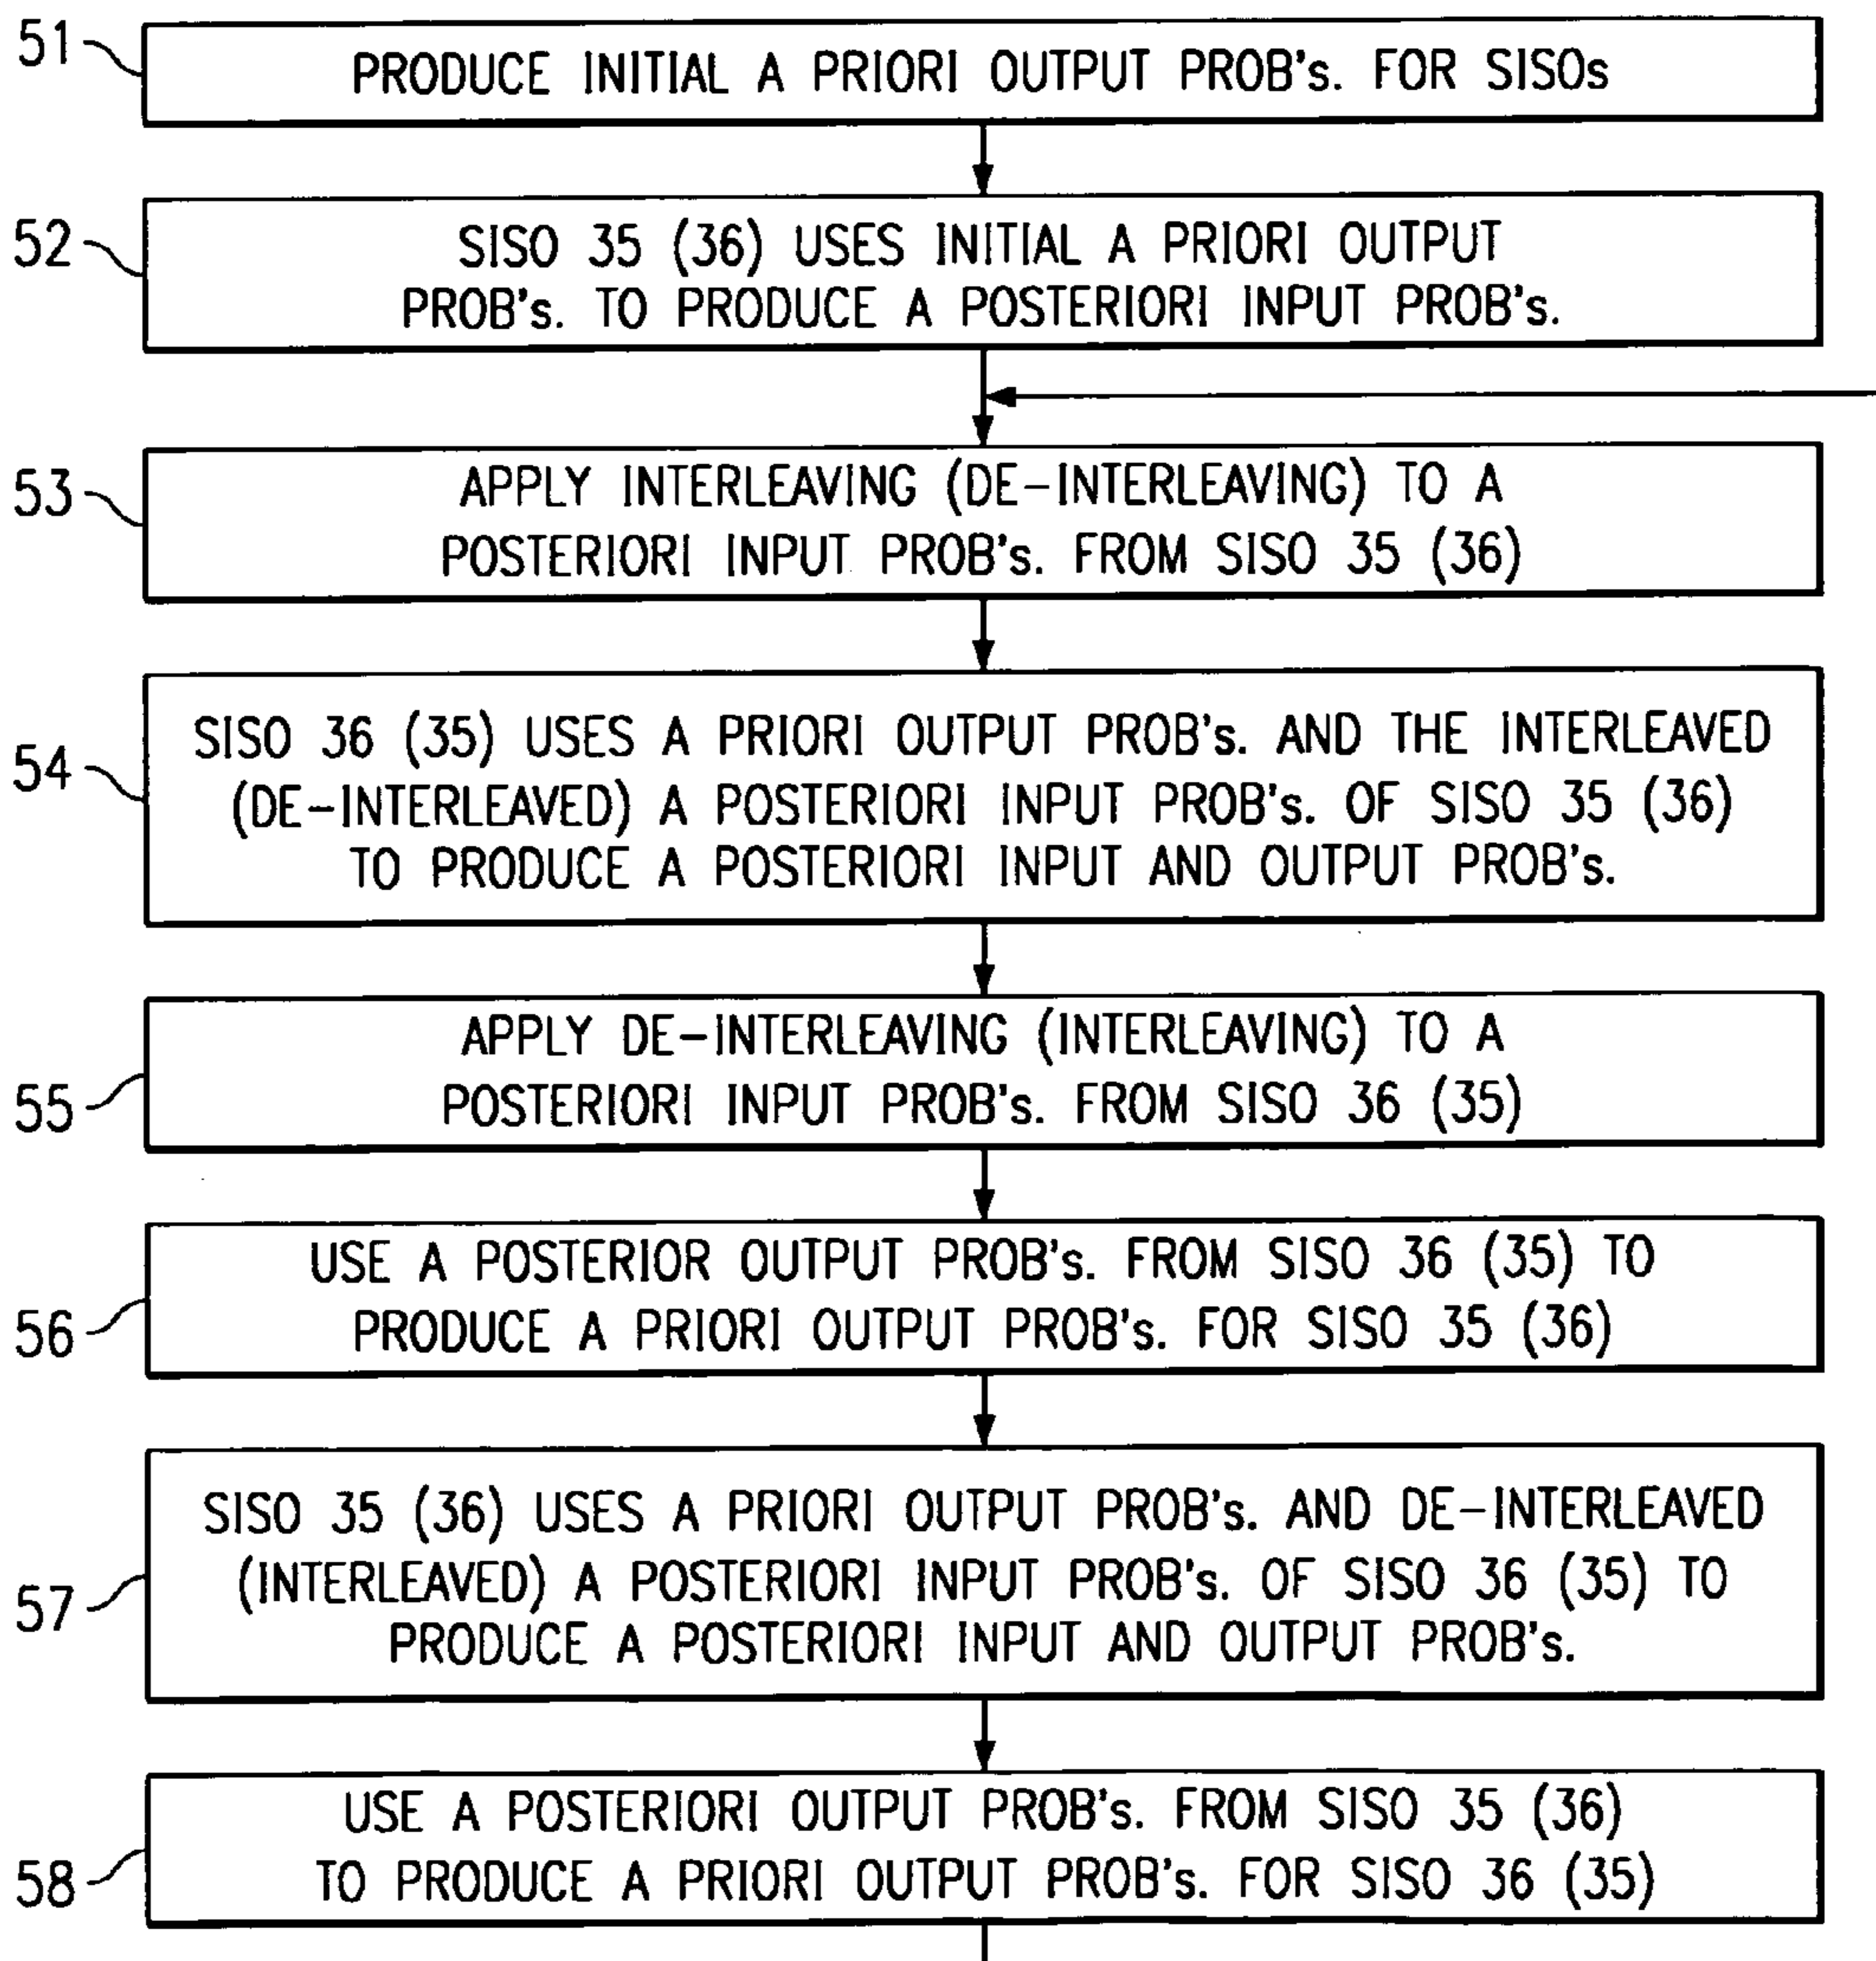 51
PRODUCE INITIAL A PRIORI OUTPUT PROB's. FOR SISOs
52
SISO 35 (36) USES INITIAL A PRIORI OUTPUT
PROB's. TO PRODUCE A POSTERIORI INPUT PROB's.
53
APPLY INTERLEAVING (DE-INTERLEAVING) TO A
POSTERIORI INPUT PROB's. FROM SISO 35 (36)
54
SISO 36 (35) USES A PRIORI OUTPUT PROB's. AND THE INTERLEAVED
(DE-INTERLEAVED) A POSTERIORI INPUT PROB's. OF SISO 35 (36)
TO PRODUCE A POSTERIORI INPUT AND OUTPUT PROB's.
55
APPLY DE-INTERLEAVING (INTERLEAVING) TO A
POSTERIORI INPUT PROB's. FROM SISO 36 (35)
56
USE A POSTERIOR OUTPUT PROB's. FROM SISO 36 (35) TO
PRODUCE A PRIORI OUTPUT PROB's. FOR SISO 35 (36)
57
SISO 35 (36) USES A PRIORI OUTPUT PROB's. AND DE-INTERLEAVED
(INTERLEAVED) A POSTERIORI INPUT PROB's. OF SISO 36 (35) TO
PRODUCE A POSTERIORI INPUT AND OUTPUT PROB's.
58
USE A POSTERIORI OUTPUT PROB's. FROM SISO 35 (36)
TO PRODUCE A PRIORI OUTPUT PROB's. FOR SISO 36 (35)